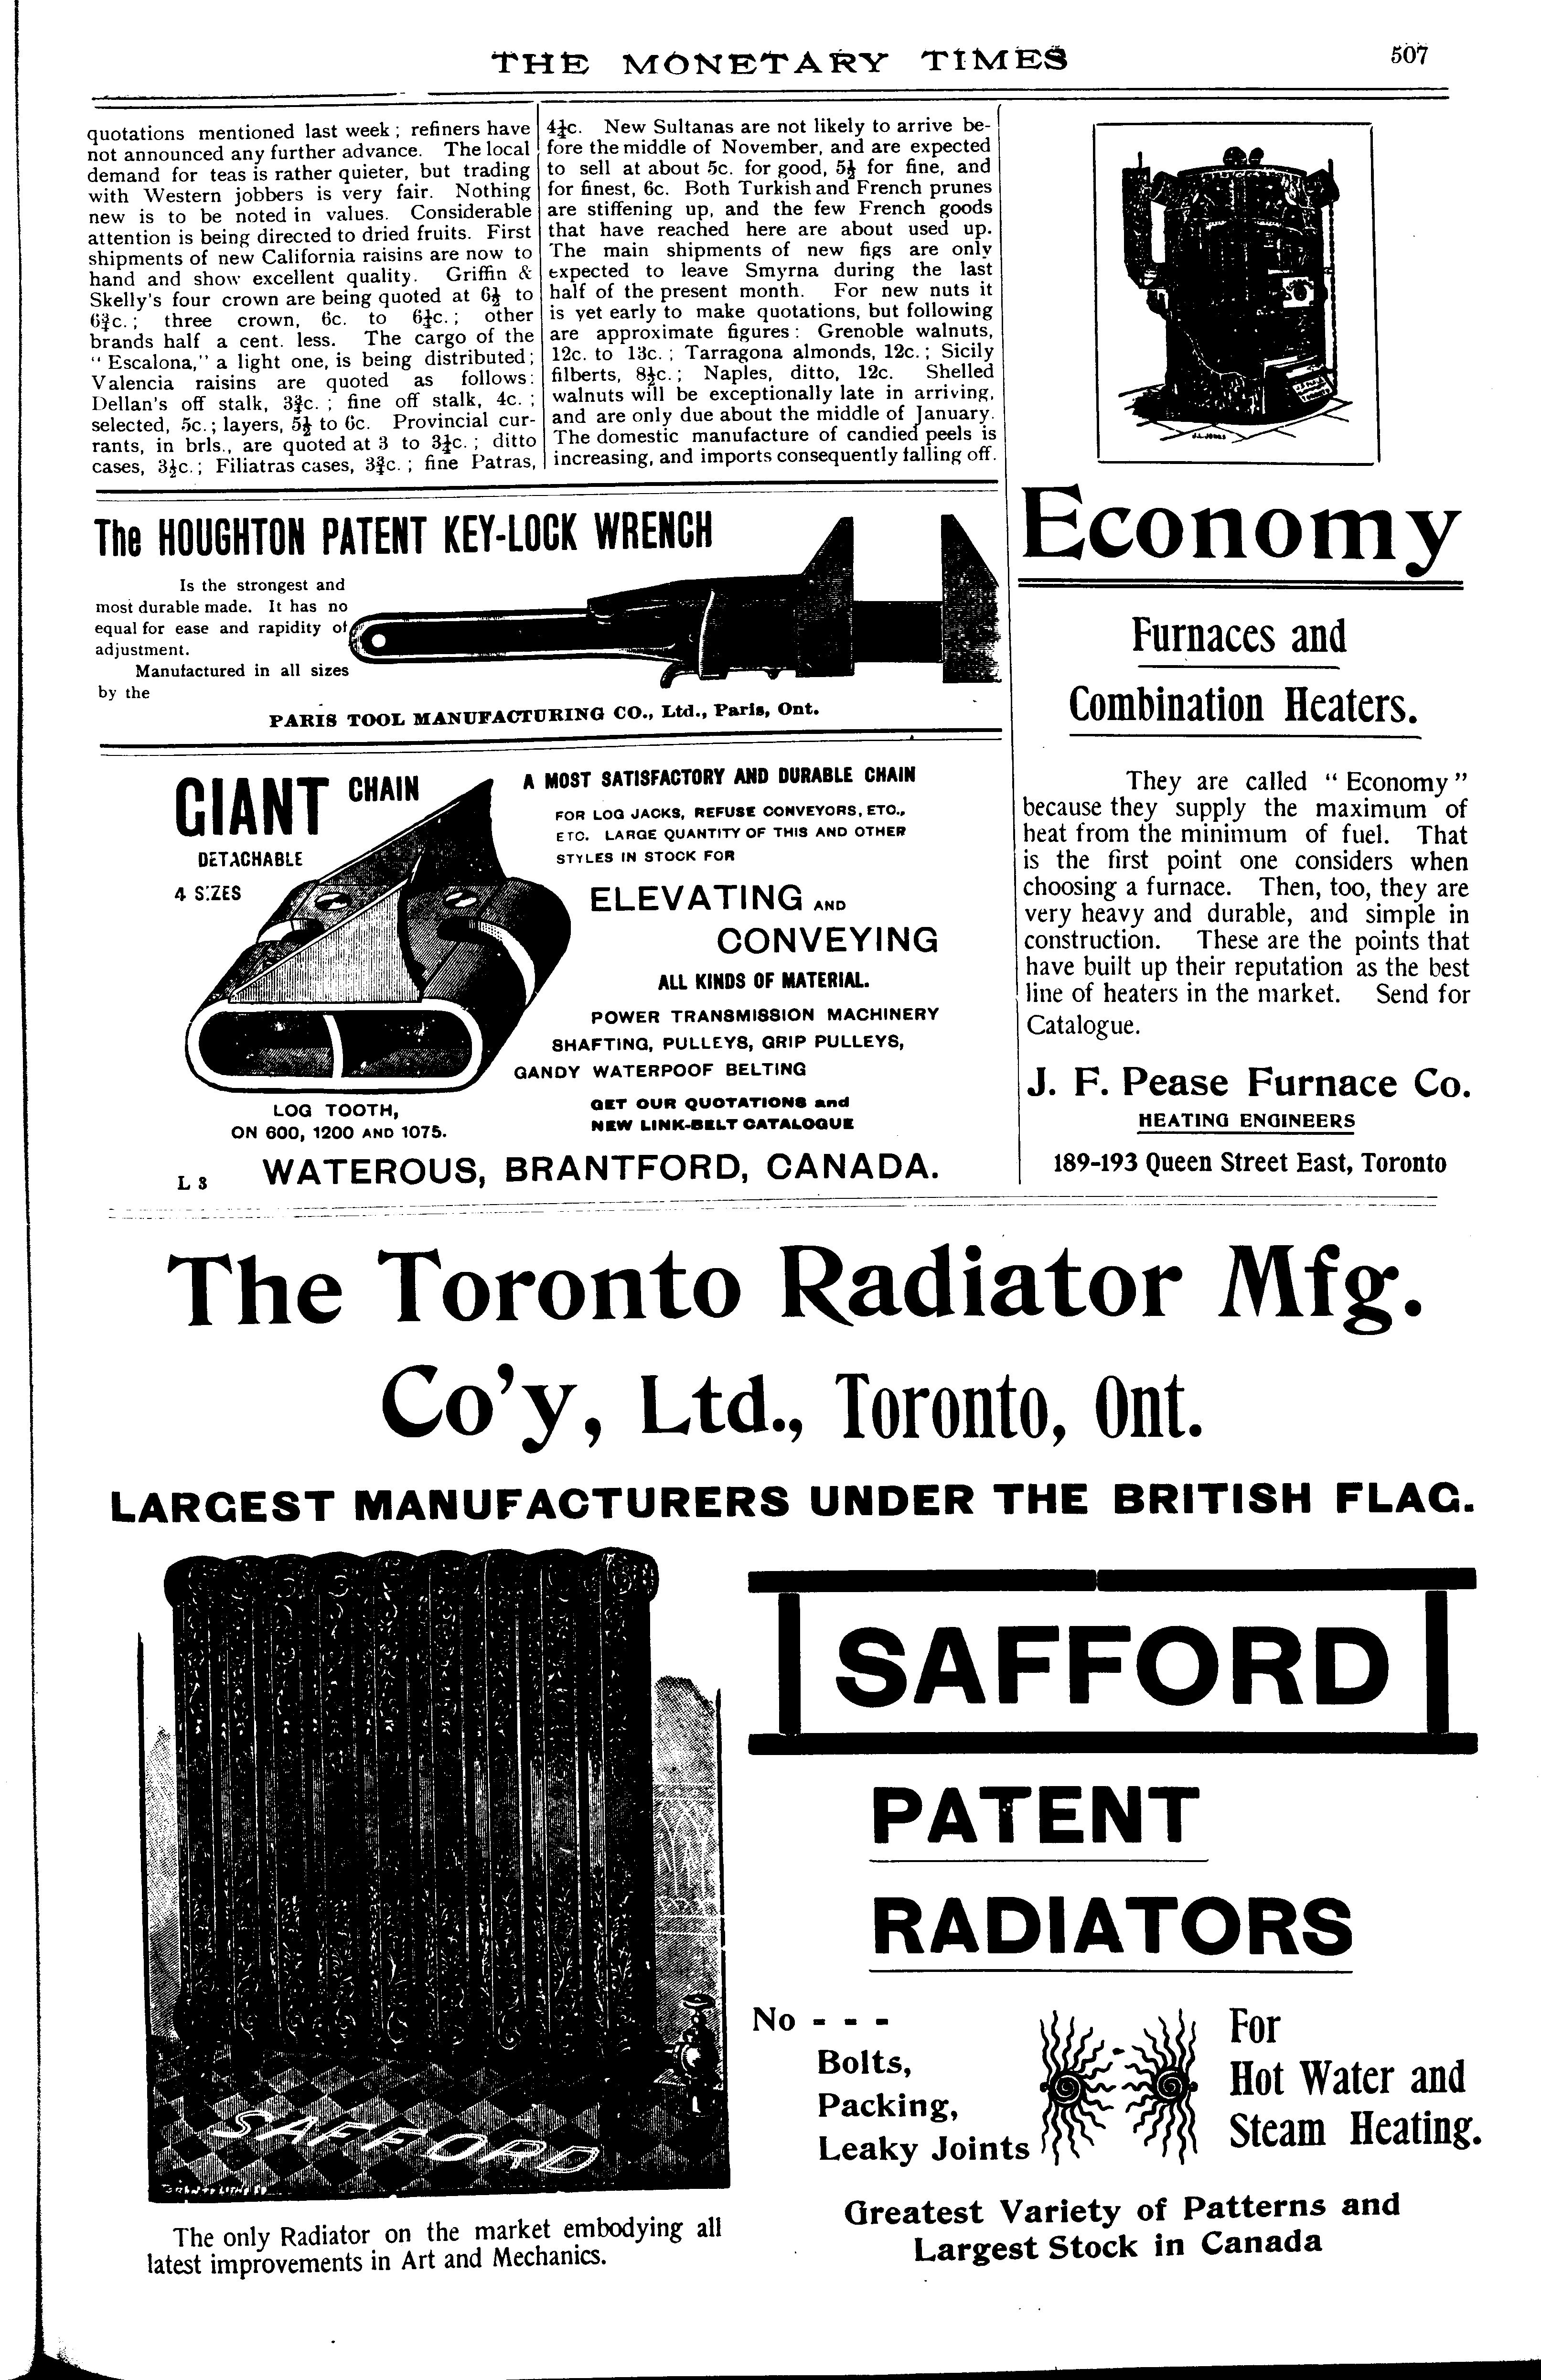 THE MONETARY TIMES
507
quotations mentioned last week; refiners have
not announced any further advance. The local
demand for teas is rather quieter, but trading
with Western jobbers is very fair. Nothing
new is to be noted in values. Considerable
attention is being directed to dried fruits. First
shipments of new California raisins are now to
hand and show excellent quality. Griffin &
Skelly's four crown are being quoted at 6½ to
6¾c.; three crown, 6c. to 6¼c.; other
brands half a cent. less. The cargo of the
"Escalona," a light one, is being distributed;
Valencia raisins are quoted as follows:
Dellan's off stalk, 3¾c.; fine off stalk, 4c.;
selected, 5c.; layers, 5½ to 6c. Provincial cur-
rants, in brls., are quoted at 3 to 3¼c.; ditto
cases, 3½c.; Filiatras cases, 3¾c.; fine Patras,
4¼c. New Sultanas are not likely to arrive be-
fore the middle of November, and are expected
to sell at about 5c. for good, 5½ for fine, and
for finest, 6c. Both Turkish and French prunes
are stiffening up, and the few French goods
that have reached here are about used up.
The main shipments of new figs are only
expected to leave Smyrna during the last
half of the present month. For new nuts it
is yet early to make quotations, but following
are approximate figures: Grenoble walnuts,
12c. to 13c.; Tarragona almonds, 12c.; Sicily
filberts, 8½c.; Naples, ditto, 12c. Shelled
walnuts will be exceptionally late in arriving,
and are only due about the middle of January.
The domestic manufacture of candied peels is
increasing, and imports consequently falling off.
The HOUGHTON PATENT KEY-LOCK WRENCH
Is the strongest and
most durable made. It has no
equal for ease and rapidity of
adjustment.
Manufactured in all sizes
by the
PARIS TOOL MANUFACTURING CO., Ltd., Paris, Ont.
GIANT CHAIN
DETACHABLE
4 SIZES
LOG TOOTH,
ON 600, 1200 AND 1075.
A MOST SATISFACTORY AND DURABLE CHAIN
FOR LOG JACKS, REFUSE CONVEYORS, ETC.,
ETC. LARGE QUANTITY OF THIS AND OTHER
STYLES IN STOCK FOR
ELEVATING AND
CONVEYING
ALL KINDS OF MATERIAL.
POWER TRANSMISSION MACHINERY
SHAFTING, PULLEYS, GRIP PULLEYS,
GANDY WATERPOOF BELTING
GET OUR QUOTATIONS and
NEW LINK-BELT CATALOGUE
L 3 WATEROUS, BRANTFORD, CANADA.
J.L.JONES
Economy
Furnaces and
Combination Heaters.
They are called "Economy"
because they supply the maximum of
heat from the minimum of fuel. That
is the first point one considers when
choosing a furnace. Then, too, they are
very heavy and durable, and simple in
construction. These are the points that
have built up their reputation as the best
line of heaters in the market. Send for
Catalogue.
J. F. Pease Furnace Co.
HEATING ENGINEERS
189-193 Queen Street East, Toronto
The Toronto Radiator Mfg.
Co'y, Ltd., Toronto, Ont.
LARGEST MANUFACTURERS UNDER THE BRITISH FLAG.
SAFFORD
The only Radiator on the market embodying all
latest improvements in Art and Mechanics.
SAFFORD
PATENT
RADIATORS
No - - -
Bolts,
Packing,
Leaky Joints
For
Hot Water and
Steam Heating.
Greatest Variety of Patterns and
Largest Stock in Canada